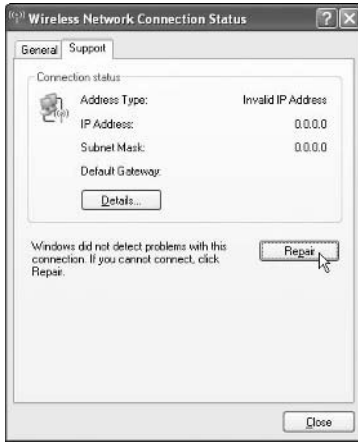 Wireless Network Connection Status
General Support
Connection status
Address Type: Invalid IP Address
IP Address: 0.0.0.0
Subnet Mask: 0.0.0.0
Default Gateway:
Details...
Windows did not detect problems with this
connection. If you cannot connect, click
Repair.
Repair
Close